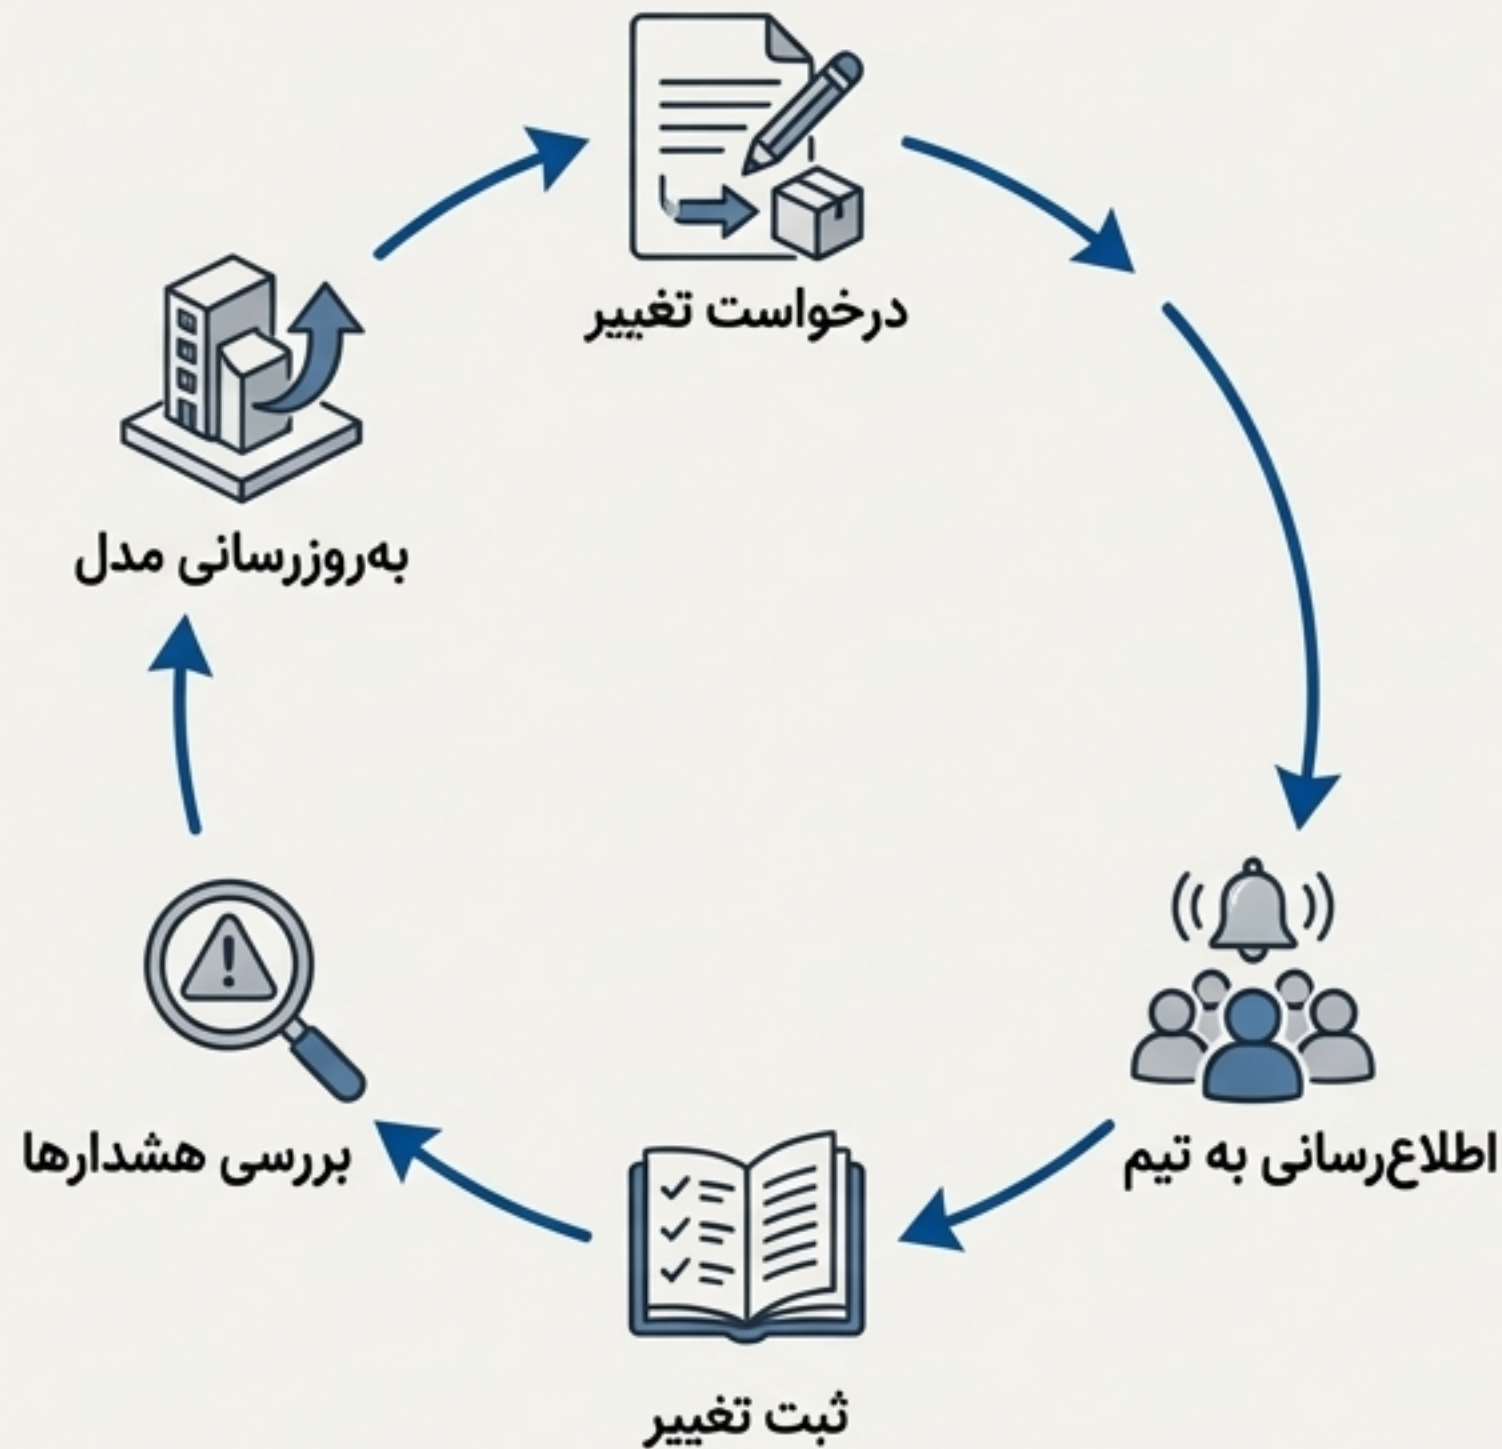 درخواست تغییر
به‌روزرسانی مدل
اطلاع‌رسانی به تیم
بررسی هشدارها
ثبت تغییر